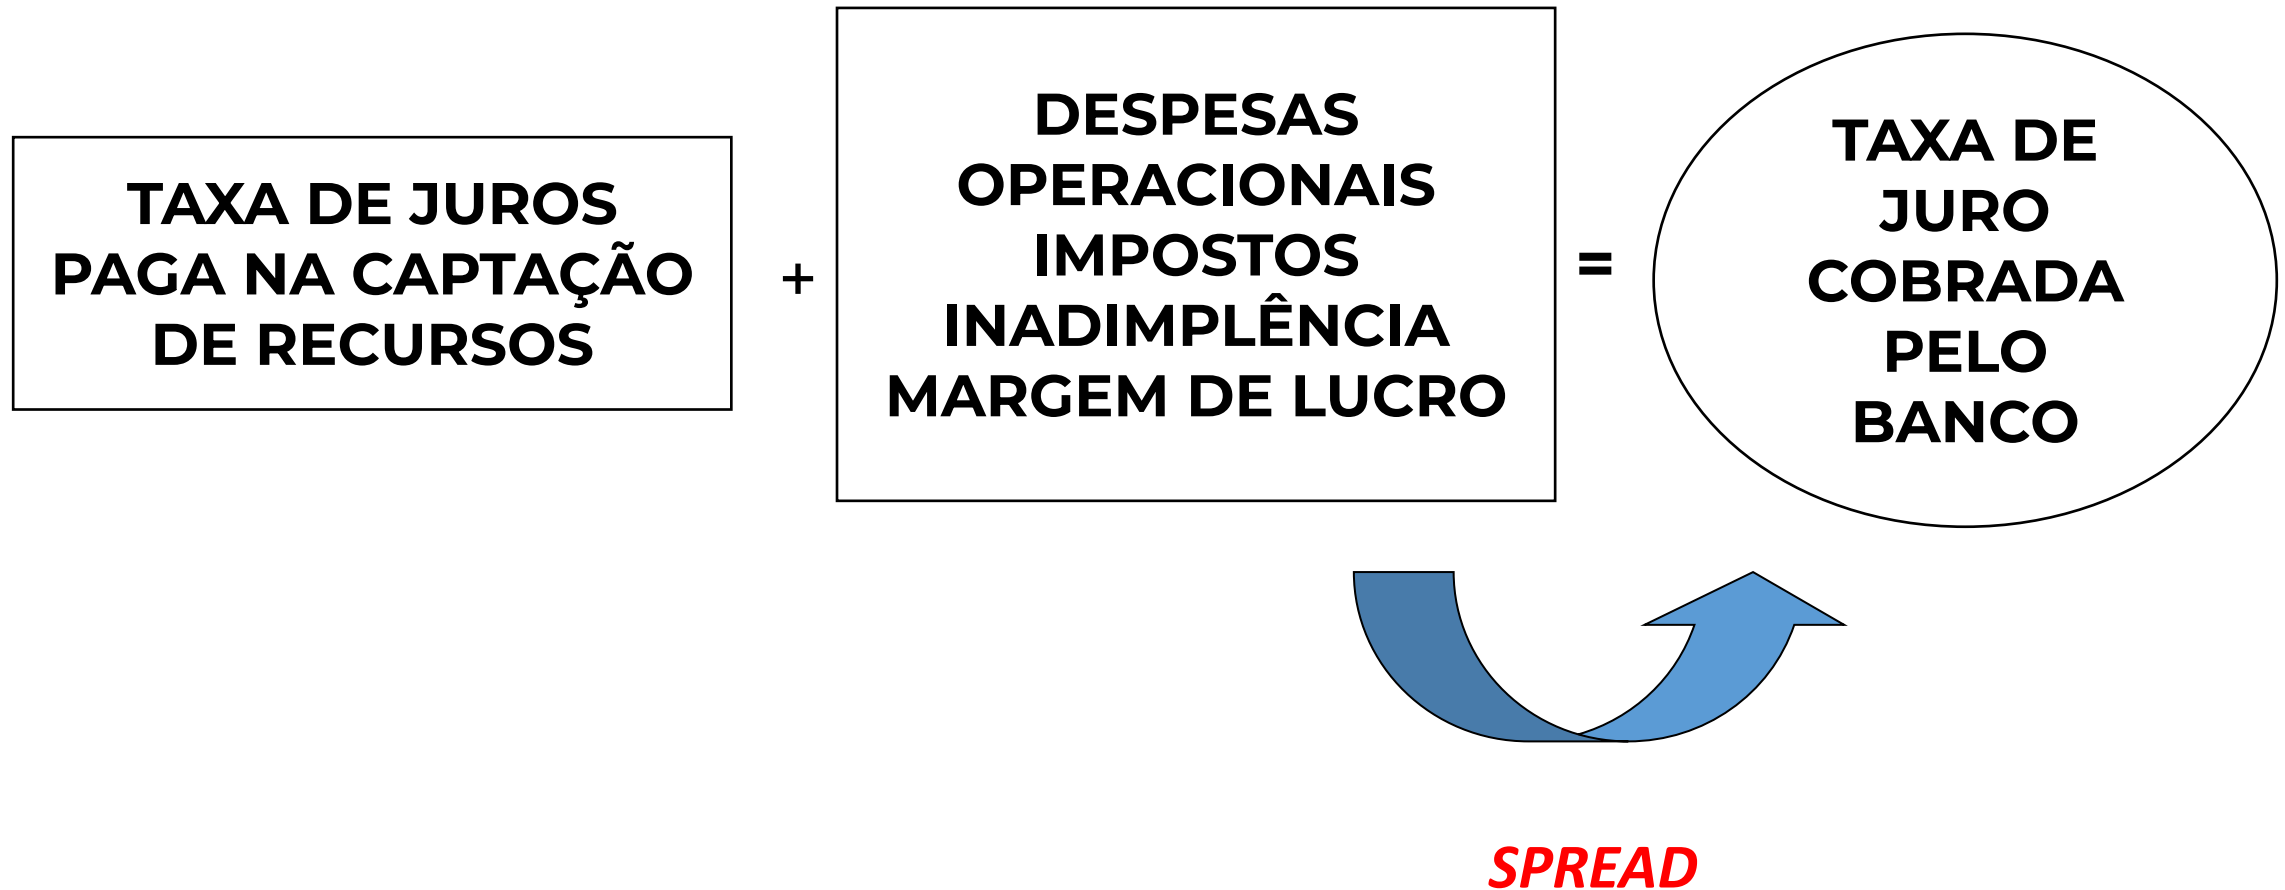 TAXA DE JUROS
PAGA NA CAPTAÇÃO
DE RECURSOS
+
DESPESAS
OPERACIONAIS
IMPOSTOS
INADIMPLÊNCIA
MARGEM DE LUCRO
=
TAXA DE
JURO
COBRADA
PELO
BANCO
SPREAD